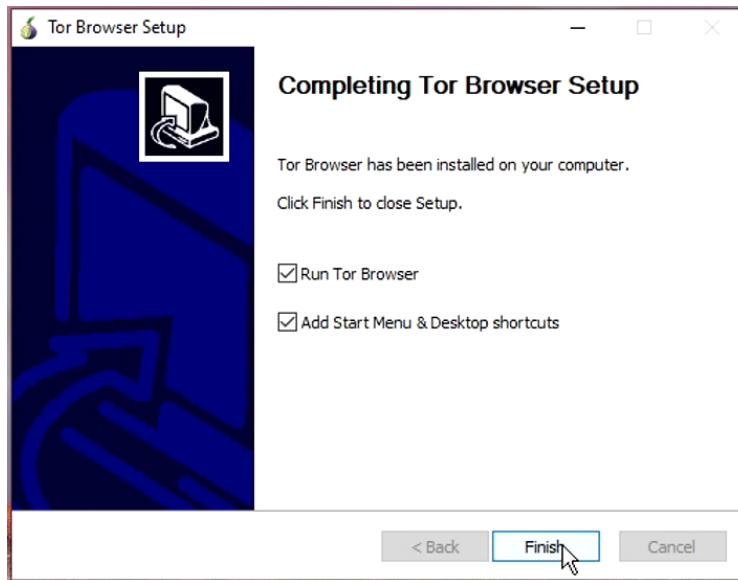 Tor Browser Setup
Completing Tor Browser Setup
Tor Browser has been installed on your computer.
Click Finish to close Setup.
Run Tor Browser
Add Start Menu & Desktop shortcuts
< Back Finish Cancel